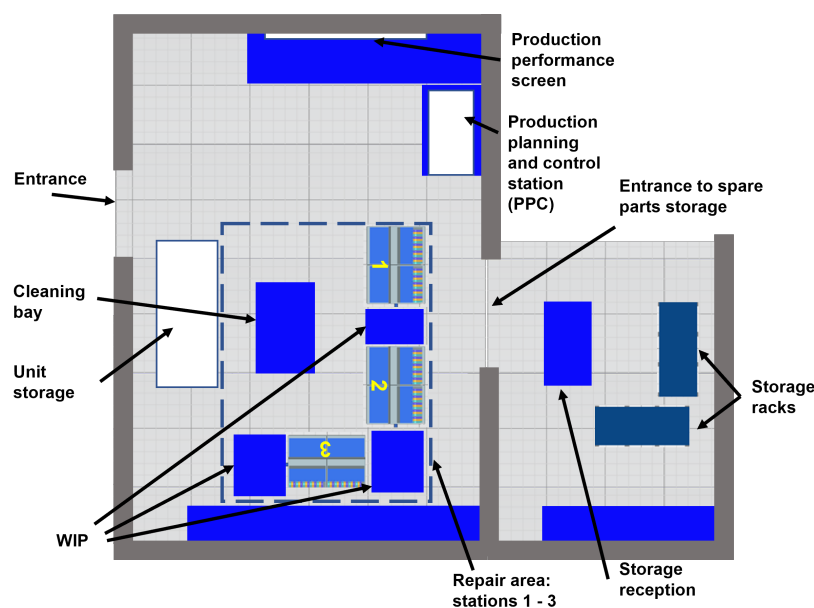 Production
performance
screen
Production
planning
and control
station
(PPC)
Entrance
Entrance to spare
parts storage
1
Cleaning
bay
Unit
storage
2
Storage
racks
3
WIP
Repair area:
stations 1 - 3
Storage
reception